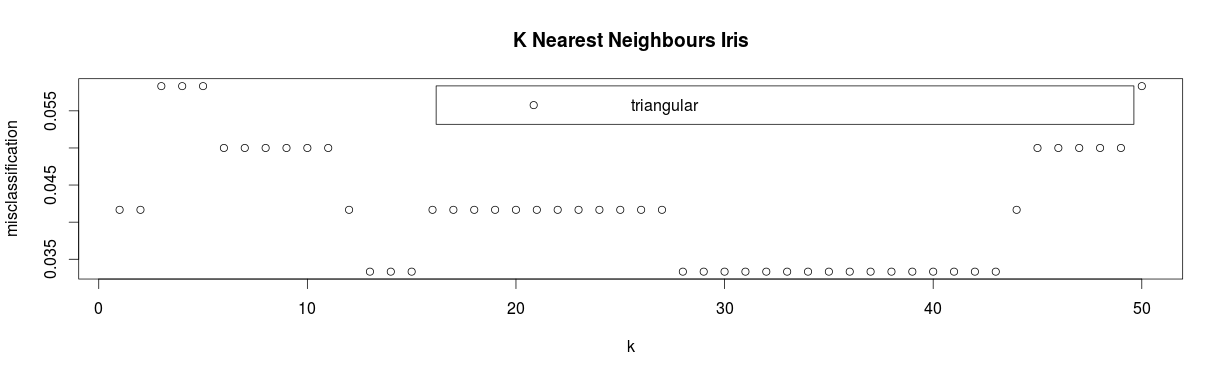 K Nearest Neighbours Iris
triangular
misclassification
0.055
0.045
0.035
0 10 20 30 40 50
k